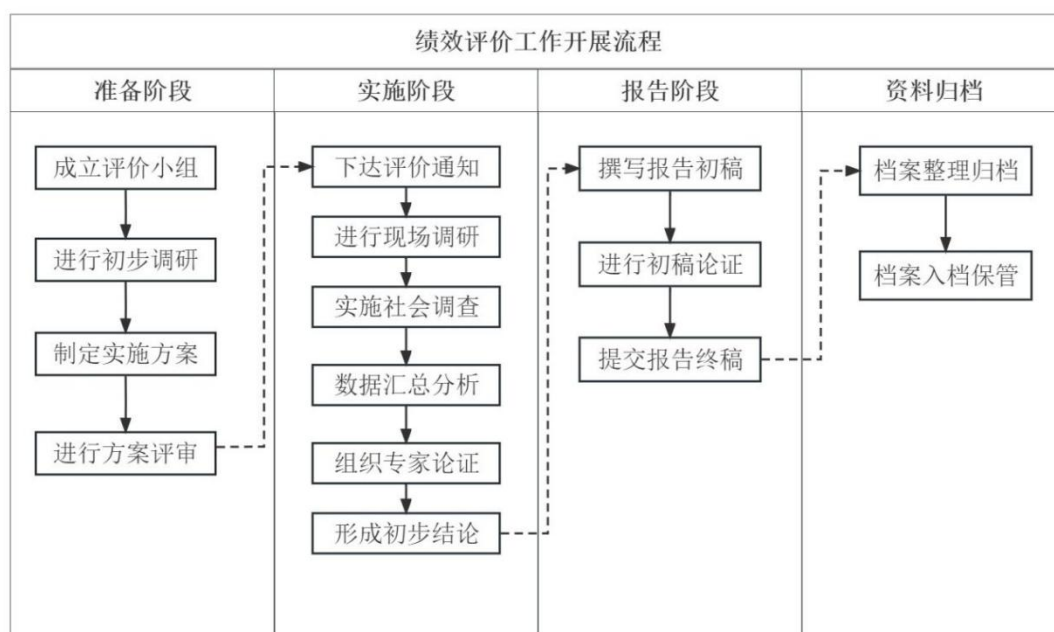 绩效评价工作开展流程
准备阶段
实施阶段
报告阶段
资料归档
成立评价小组
进行初步调研
制定实施方案
进行方案评审
下达评价通知
进行现场调研
实施社会调查
数据汇总分析
组织专家论证
形成初步结论
撰写报告初稿
进行初稿论证
提交报告终稿
档案整理归档
档案入档保管